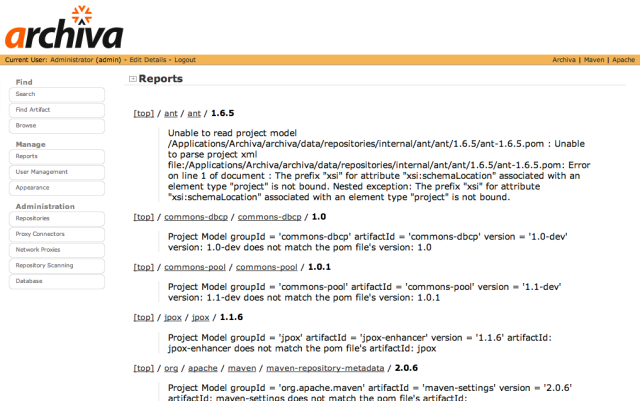 archiva
Current User: Administrator (admin) - Edit Details - Logout
Archiva | Maven | Apache
Find
Search
Find Artifact
Browse
Manage
Reports
User Management
Appearance
Administration
Repositories
Proxy Connectors
Network Proxies
Repository Scanning
Database
Reports
[top] / ant / ant / 1.6.5
Unable to read project model
/Applications/Archiva/archiva/data/repositories/internal/ant/ant/1.6.5/ant-1.6.5.pom : Unable
to parse project xml
file:/Applications/Archiva/archiva/data/repositories/internal/ant/ant/1.6.5/ant-1.6.5.pom: Error
on line 1 of document : The prefix "xsi" for attribute "xsi:schemaLocation" associated with an
element type "project" is not bound. Nested exception: The prefix "xsi" for attribute
"xsi:schemaLocation" associated with an element type "project" is not bound.
[top] / commons-dbcp / commons-dbcp / 1.0
Project Model groupId = 'commons-dbcp' artifactId = 'commons-dbcp' version = '1.0-dev'
version: 1.0-dev does not match the pom file's version: 1.0
[top] / commons-pool / commons-pool / 1.0.1
Project Model groupId = 'commons-pool' artifactId = 'commons-pool' version = '1.1-dev'
version: 1.1-dev does not match the pom file's version: 1.0.1
[top] / jpox / jpox / 1.1.6
Project Model groupId = 'jpox' artifactId = 'jpox-enhancer' version = '1.1.6' artifactId:
jpox-enhancer does not match the pom file's artifactId: jpox
[top] / org / apache / maven / maven-repository-metadata / 2.0.6
Project Model groupId = 'org.apache.maven' artifactId = 'maven-settings' version = '2.0.6'
artifactId: maven-settings does not match the pom file's artifactId: